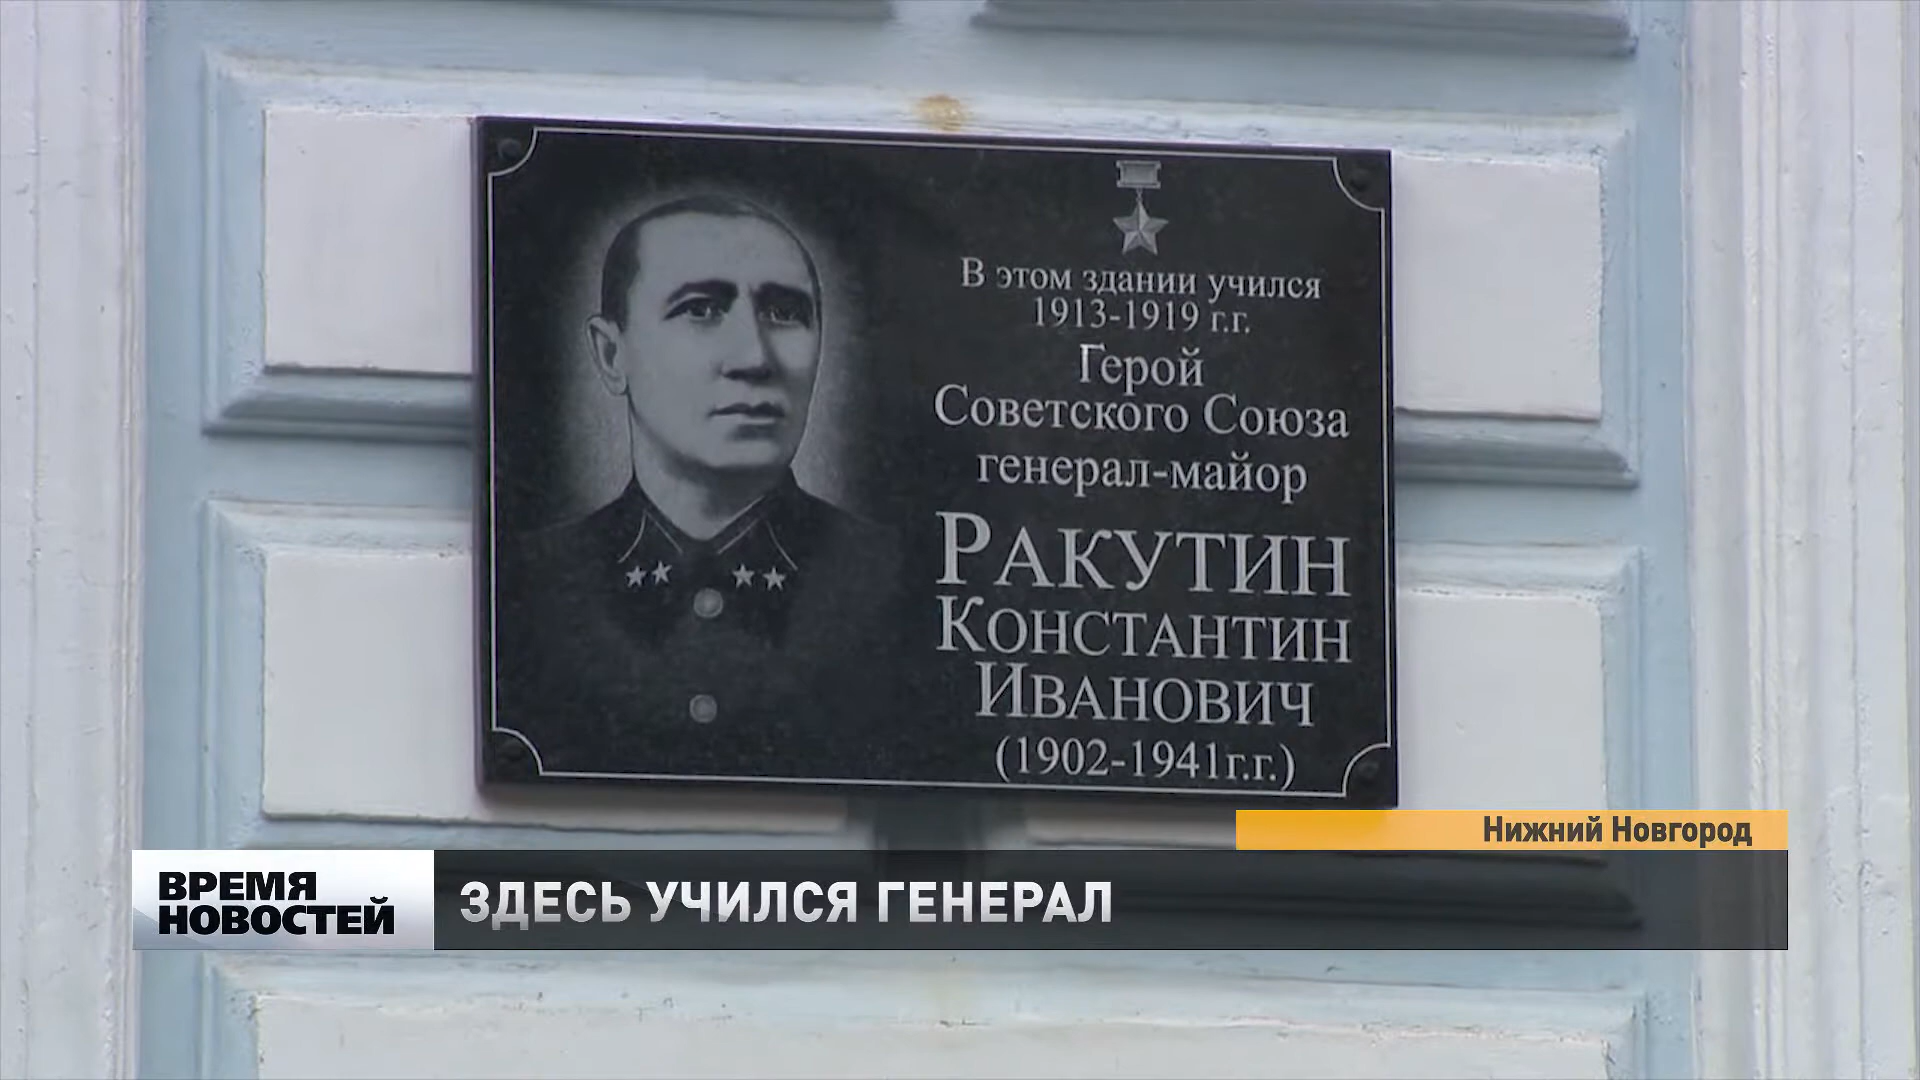 В этом здании учился
1913-1919 г.г.
Герой
Советского Союза
генерал-майор
РАКУТИН
КОНСТАНТИН
ИВАНОВИЧ
(1902-1941г.г.)
Нижний Новгород
ВРЕМЯ
НОВОСТЕЙ
ЗДЕСЬ УЧИЛСЯ ГЕНЕРАЛ